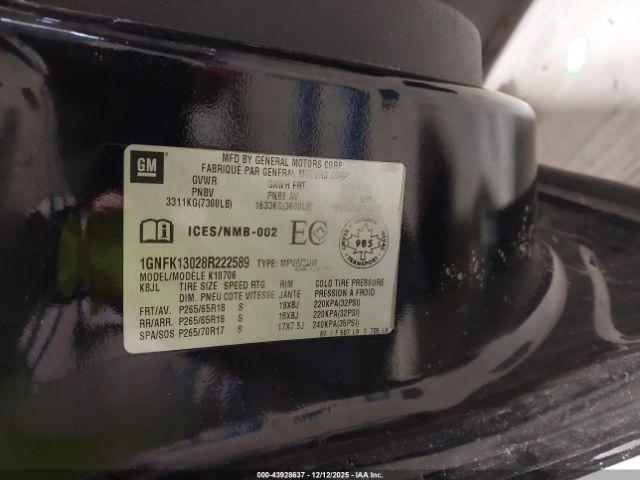 GM
MFD BY GENERAL MOTORS CORP
FABRIQUE PAR GENERAL MOTORS CORP
GVWR GAWR FRT
PNBV PNBE AV
3311KG(7300LB) 1633KG(3600LB)
ICES/NMB-002 EC 985
TRANSPORT
1GNFK13028R222589 TYPE:
MODEL/MODÈLE K10706
KBJL TIRE SIZE SPEED RTG RIM COLD TIRE PRESSURE
DIM. PNEU COTE VITESSE JANTE PRESSION A FROID
FRT/AV. P265/65R18 S 18X8J 220KPA(32PSI)
RR/ARR. P265/65R18 S 18X8J 220KPA(32PSI)
SPA/SOS P265/70R17 S 17X7.5J 240KPA(35PSI)
000-43928637 - 12/12/2025 - IAA Inc.